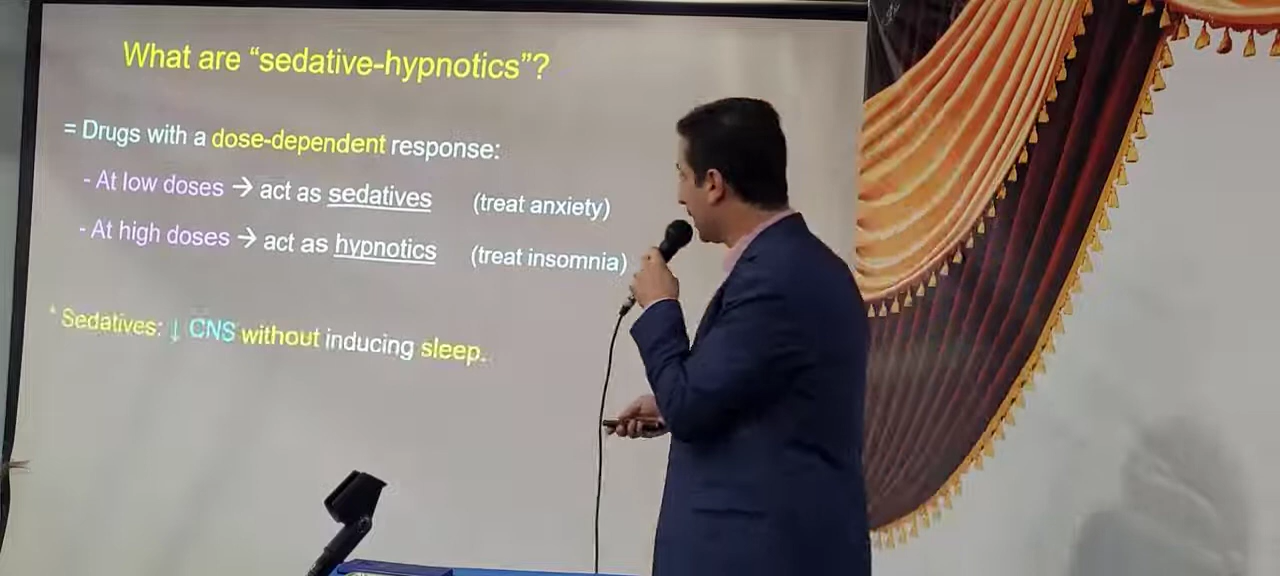 What are “sedative-hypnotics”?
= Drugs with a dose-dependent response:
- At low doses → act as sedatives (treat anxiety)
- At high doses → act as hypnotics (treat insomnia)
* Sedatives: ↓ CNS without inducing sleep.